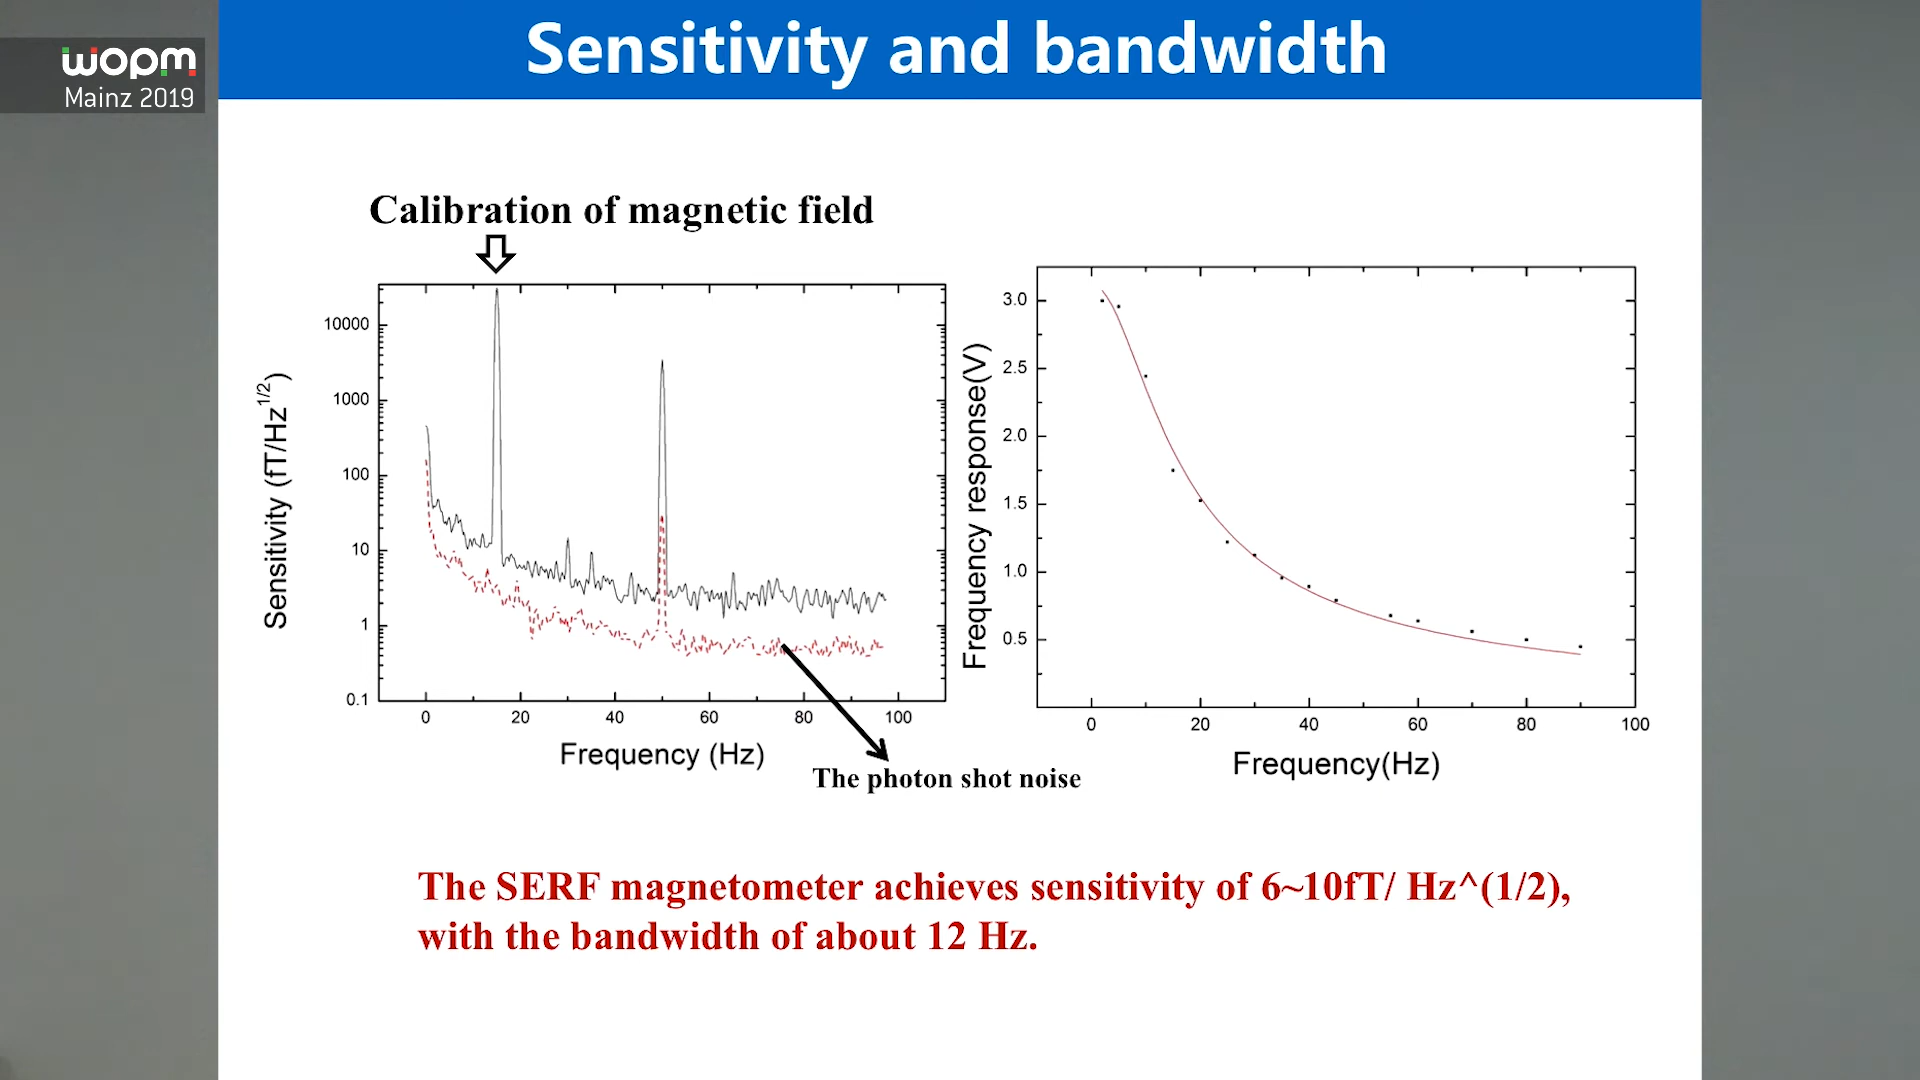 Sensitivity and bandwidth
wopm
Mainz 2019
Calibration of magnetic field
Sensitivity (fT/Hz^1/2)
10000
1000
100
10
1
0.1
0 20 40 60 80 100
Frequency (Hz)
The photon shot noise
Frequency response(V)
3.0
2.5
2.0
1.5
1.0
0.5
0 20 40 60 80 100
Frequency(Hz)
The SERF magnetometer achieves sensitivity of 6~10fT/ Hz^(1/2),
with the bandwidth of about 12 Hz.